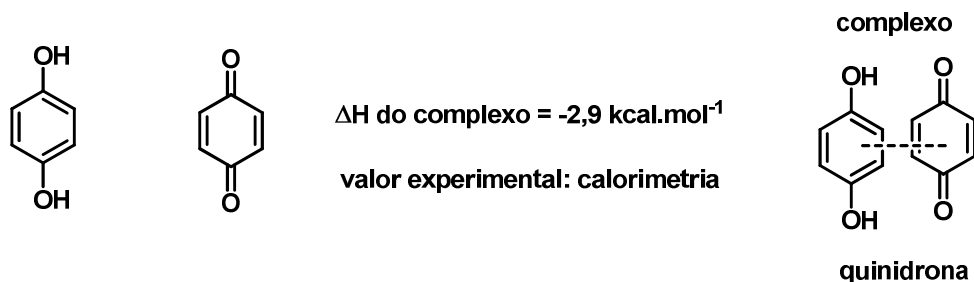 OH
OH
O
O
ΔH do complexo = -2,9 kcal.mol⁻¹
valor experimental: calorimetria
complexo
OH
O
OH
O
quinidrona